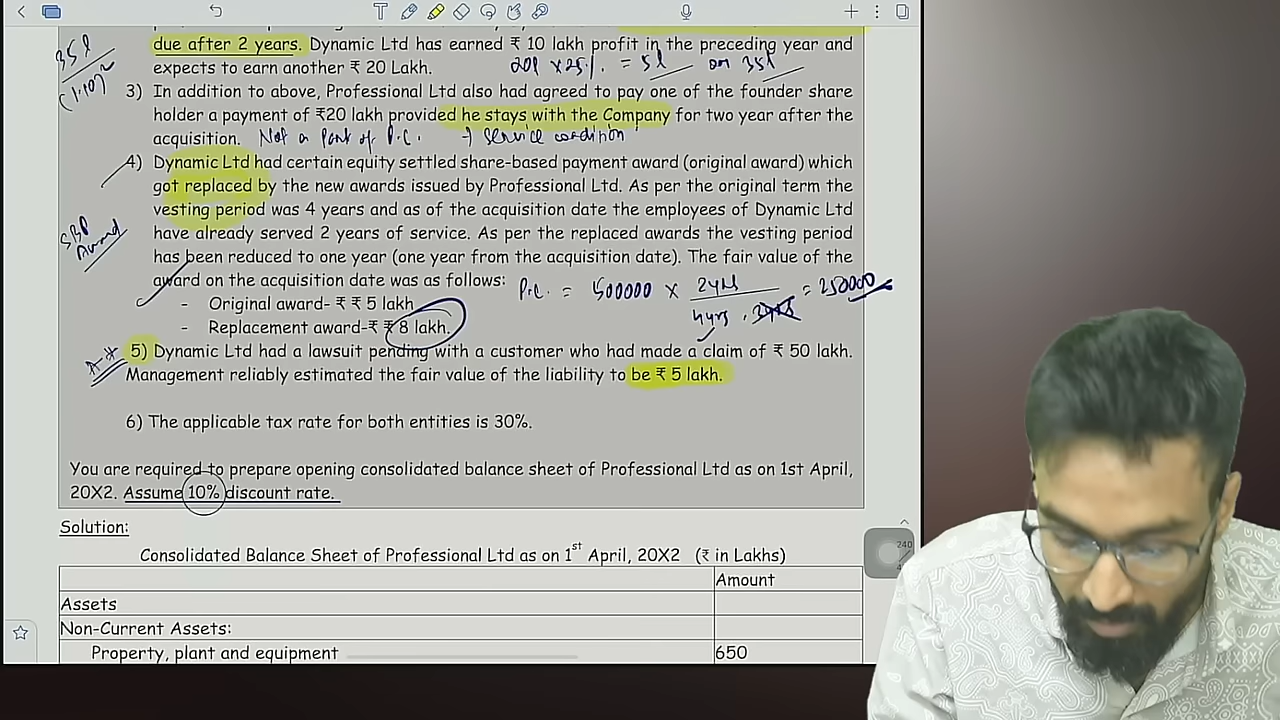 due after 2 years. Dynamic Ltd has earned ₹ 10 lakh profit in the preceding year and
expects to earn another ₹ 20 Lakh.
20l x 25% = 5l or 35l
35l
(1.10)²
3) In addition to above, Professional Ltd also had agreed to pay one of the founder share
holder a payment of ₹20 lakh provided he stays with the Company for two year after the
acquisition. Not a part of P.C. → service condition
4) Dynamic Ltd had certain equity settled share-based payment award (original award) which
got replaced by the new awards issued by Professional Ltd. As per the original term the
vesting period was 4 years and as of the acquisition date the employees of Dynamic Ltd
have already served 2 years of service. As per the replaced awards the vesting period
has been reduced to one year (one year from the acquisition date). The fair value of the
award on the acquisition date was as follows:
SBP
Award
P.C. = 500000 x 2yrs / 4yrs, 3yrs = 250000
- Original award- ₹ ₹ 5 lakh
- Replacement award-₹ ₹ 8 lakh.
5) Dynamic Ltd had a lawsuit pending with a customer who had made a claim of ₹ 50 lakh.
Management reliably estimated the fair value of the liability to be ₹ 5 lakh.
6) The applicable tax rate for both entities is 30%.
You are required to prepare opening consolidated balance sheet of Professional Ltd as on 1st April,
20X2. Assume 10% discount rate.
Solution:
Consolidated Balance Sheet of Professional Ltd as on 1st April, 20X2 (₹ in Lakhs)
Amount
Assets
Non-Current Assets:
Property, plant and equipment 650
240